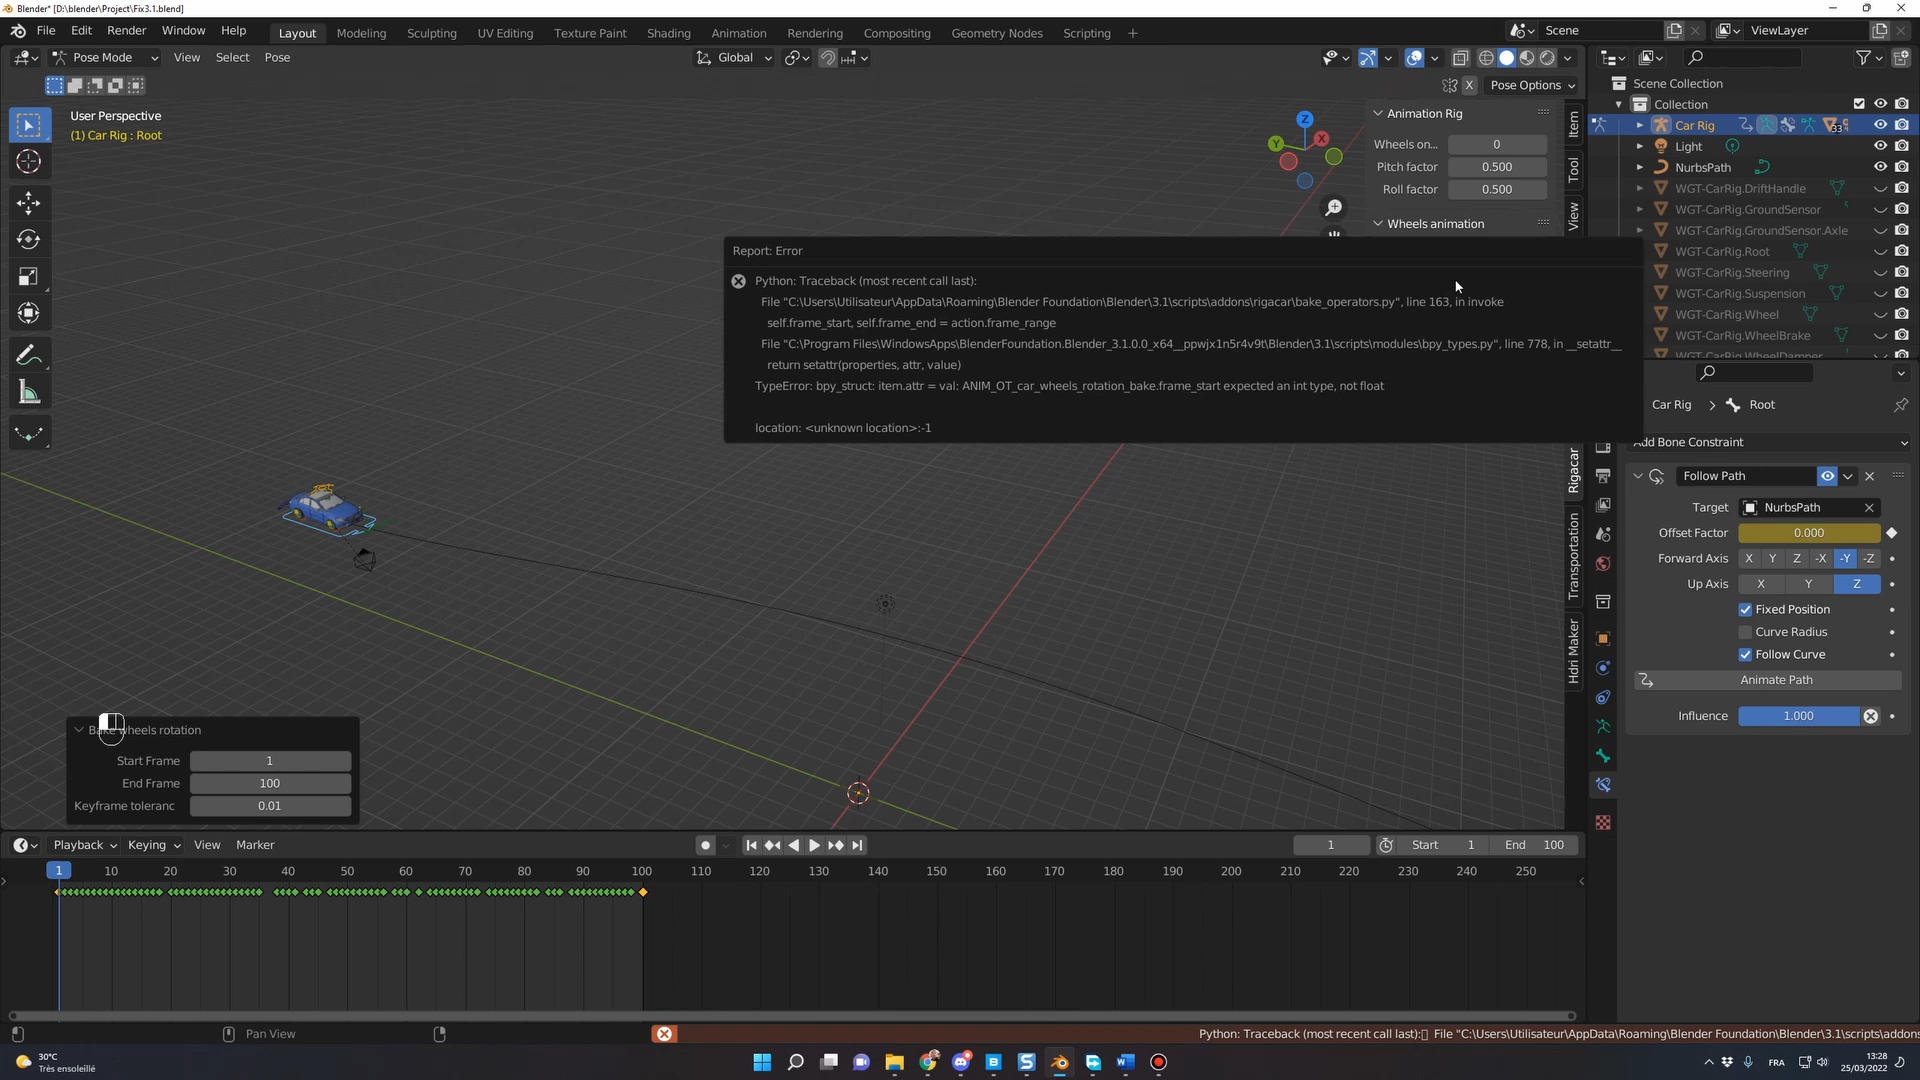 Blender* [D:\blender\Project\Fix3.1.blend]
File Edit Render Window Help Layout Modeling Sculpting UV Editing Texture Paint Shading Animation Rendering Compositing Geometry Nodes Scripting + Scene ViewLayer
Pose Mode View Select Pose Global
X Pose Options
User Perspective
(1) Car Rig : Root
Z
X
Y
Animation Rig
Wheels on... 0
Pitch factor 0.500
Roll factor 0.500
Wheels animation
Item
Tool
View
Rigacar
Transportation
Hdri Maker
Scene Collection
Collection
Car Rig 33
Light
NurbsPath
WGT-CarRig.DriftHandle
WGT-CarRig.GroundSensor
WGT-CarRig.GroundSensor.Axle
WGT-CarRig.Root
WGT-CarRig.Steering
WGT-CarRig.Suspension
WGT-CarRig.Wheel
WGT-CarRig.WheelBrake
WGT-CarRig.WheelDamper
Report: Error
Python: Traceback (most recent call last):
File "C:\Users\Utilisateur\AppData\Roaming\Blender Foundation\Blender\3.1\scripts\addons\rigacar\bake_operators.py", line 163, in invoke
self.frame_start, self.frame_end = action.frame_range
File "C:\Program Files\WindowsApps\BlenderFoundation.Blender_3.1.0.0_x64__ppwjx1n5r4v9t\Blender\3.1\scripts\modules\bpy_types.py", line 778, in __setattr__
return setattr(properties, attr, value)
TypeError: bpy_struct: item.attr = val: ANIM_OT_car_wheels_rotation_bake.frame_start expected an int type, not float
location: <unknown location>:-1
Car Rig > Root
Add Bone Constraint
Follow Path
Target NurbsPath
Offset Factor 0.000
Forward Axis X Y Z -X -Y -Z
Up Axis X Y Z
Fixed Position
Curve Radius
Follow Curve
Animate Path
Influence 1.000
Bake wheels rotation
Start Frame 1
End Frame 100
Keyframe toleranc 0.01
Playback Keying View Marker 1 Start 1 End 100
1 10 20 30 40 50 60 70 80 90 100 110 120 130 140 150 160 170 180 190 200 210 220 230 240 250
Pan View Python: Traceback (most recent call last): File "C:\Users\Utilisateur\AppData\Roaming\Blender Foundation\Blender\3.1\scripts\addons
30°C
Très ensoleillé
FRA
13:28
25/03/2022